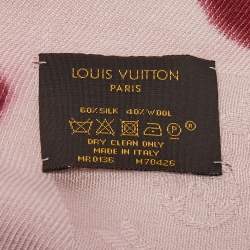 LOUIS VUITTON
PARIS
60% SILK 40% WOOL
DRY CLEAN ONLY
MADE IN ITALY
MR0136 M70426